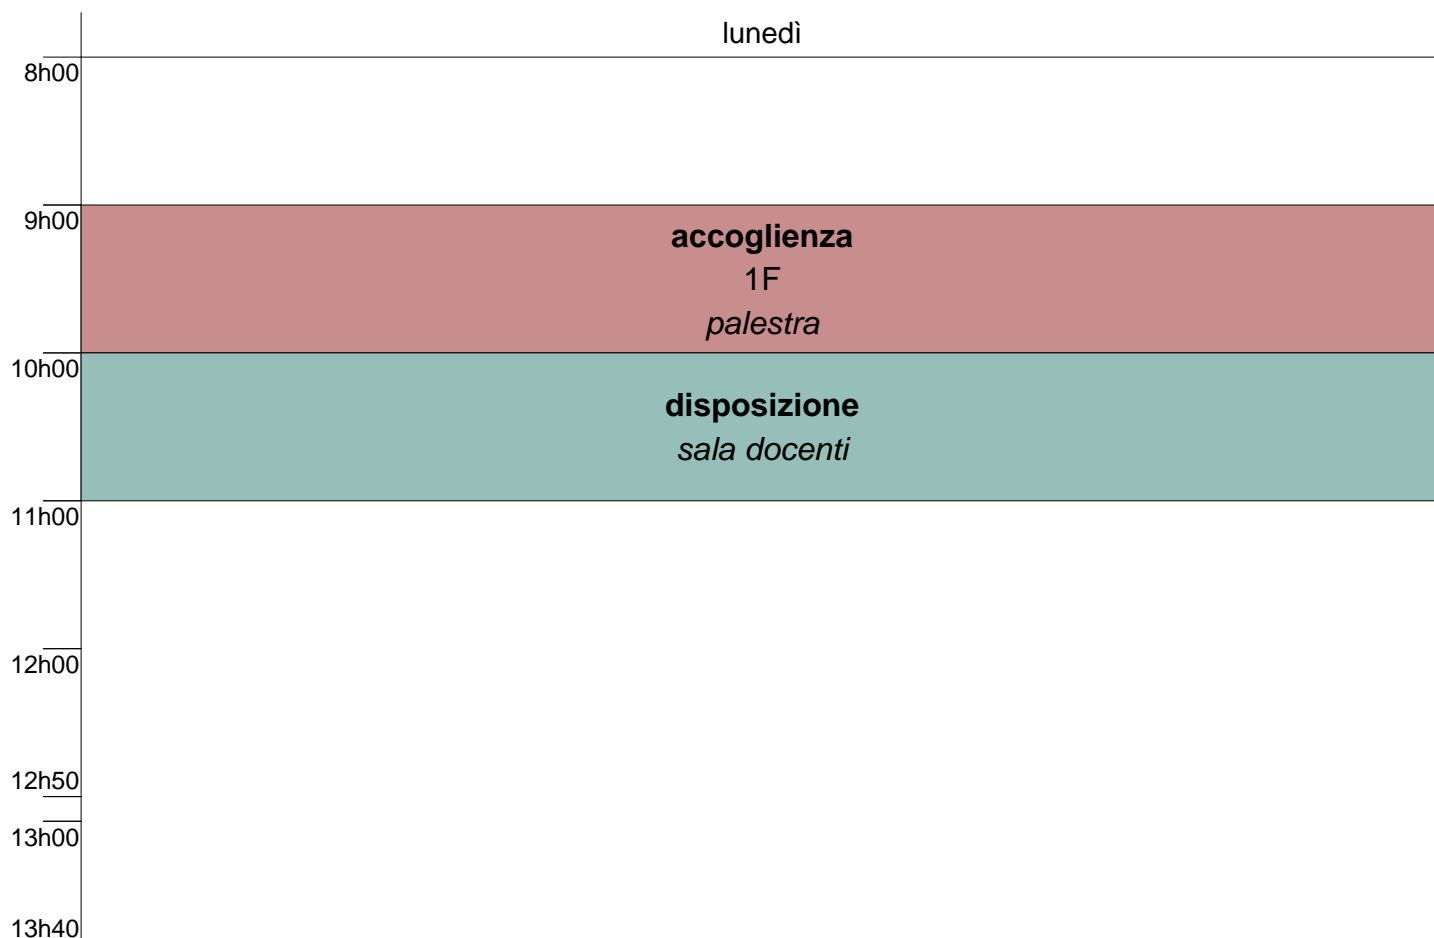 lunedì
8h00
9h00
accoglienza
1F
palestra
10h00
disposizione
sala docenti
11h00
12h00
12h50
13h00
13h40